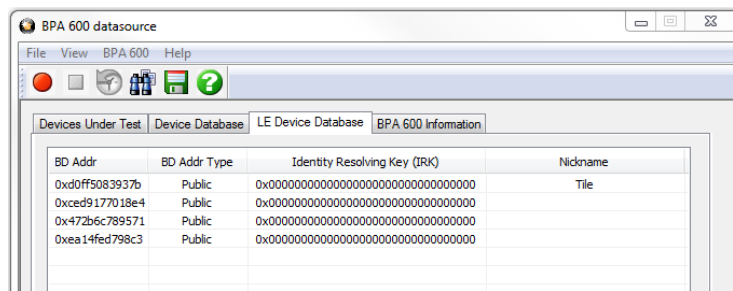 BPA 600 datasource
File View BPA 600 Help
Devices Under Test Device Database LE Device Database BPA 600 Information
BD Addr BD Addr Type Identity Resolving Key (IRK) Nickname
0xd0ff5083937b Public 0x00000000000000000000000000000000 Tile
0xced9177018e4 Public 0x00000000000000000000000000000000
0x472b6c789571 Public 0x00000000000000000000000000000000
0xea14fed798c3 Public 0x00000000000000000000000000000000